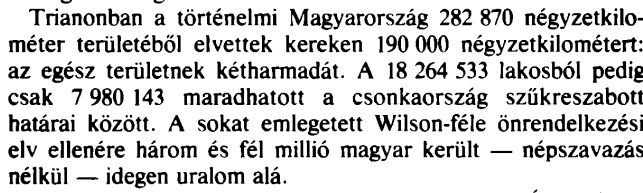 Trianonban a történelmi Magyarország 282 870 négyzetkilo-
méter területéből elvettek kereken 190 000 négyzetkilométert:
az egész területnek kétharmadát. A 18 264 533 lakosból pedig
csak 7 980 143 maradhatott a csonkaország szűkreszabott
határai között. A sokat emlegetett Wilson-féle önrendelkezési
elv ellenére három és fél millió magyar került — népszavazás
nélkül — idegen uralom alá.